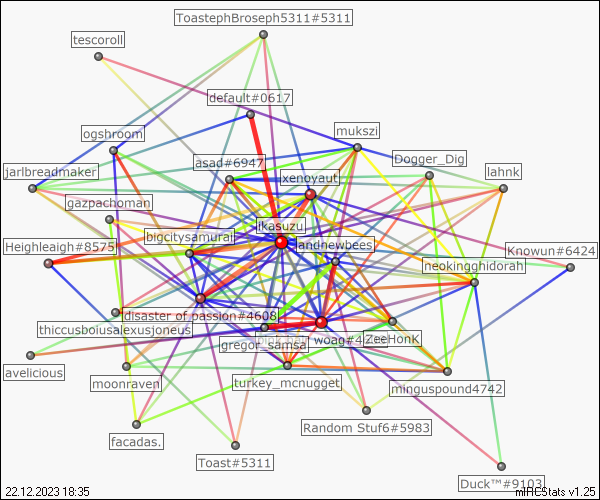 ToastephBroseph5311#5311
tescoroll
default#0617
ogshroom
mukszi
asad#6947
Dogger_Dig
jarlbreadmaker
xenoyaut
lahnk
gazpachoman
ikasuzu
bigcitysamurai
landnewbees
Heighleigh#8575
Knowun#6424
neokingghidorah
disaster of passion#4608
thiccusboiusalexusjoneus
woag#4
ZeeHonK
gregor_samsa
avelicious
moonraven
turkey_mcnugget
minguspound4742
facadas.
Random Stuf6#5983
Toast#5311
Duck™#9103
22.12.2023 18:35
mIRCStats v1.25